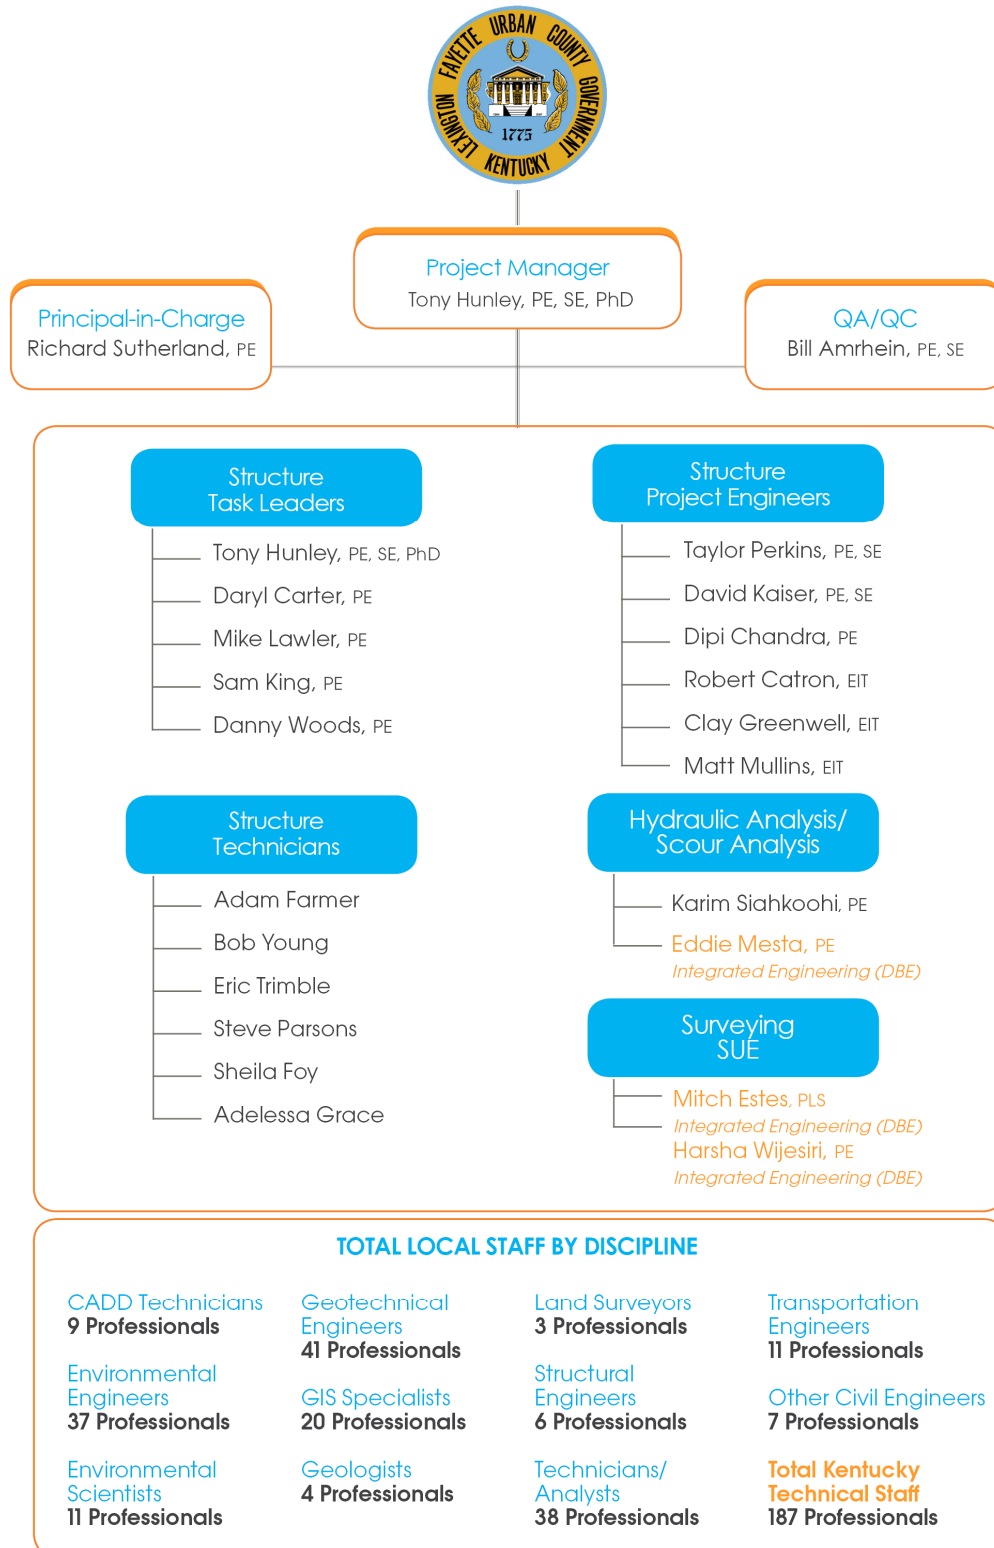 LEXINGTON FAYETTE URBAN COUNTY GOVERNMENT
1775
KENTUCKY
Project Manager
Tony Hunley, PE, SE, PhD
Principal-in-Charge
Richard Sutherland, PE
QA/QC
Bill Amrhein, PE, SE
Structure
Task Leaders
Tony Hunley, PE, SE, PhD
Daryl Carter, PE
Mike Lawler, PE
Sam King, PE
Danny Woods, PE
Structure
Project Engineers
Taylor Perkins, PE, SE
David Kaiser, PE, SE
Dipi Chandra, PE
Robert Catron, EIT
Clay Greenwell, EIT
Matt Mullins, EIT
Structure
Technicians
Adam Farmer
Bob Young
Eric Trimble
Steve Parsons
Sheila Foy
Adelessa Grace
Hydraulic Analysis/
Scour Analysis
Karim Siahkoohi, PE
Eddie Mesta, PE
Integrated Engineering (DBE)
Surveying
SUE
Mitch Estes, PLS
Integrated Engineering (DBE)
Harsha Wijesiri, PE
Integrated Engineering (DBE)
TOTAL LOCAL STAFF BY DISCIPLINE
CADD Technicians
9 Professionals
Environmental
Engineers
37 Professionals
Environmental
Scientists
11 Professionals
Geotechnical
Engineers
41 Professionals
GIS Specialists
20 Professionals
Geologists
4 Professionals
Land Surveyors
3 Professionals
Structural
Engineers
6 Professionals
Technicians/
Analysts
38 Professionals
Transportation
Engineers
11 Professionals
Other Civil Engineers
7 Professionals
Total Kentucky
Technical Staff
187 Professionals